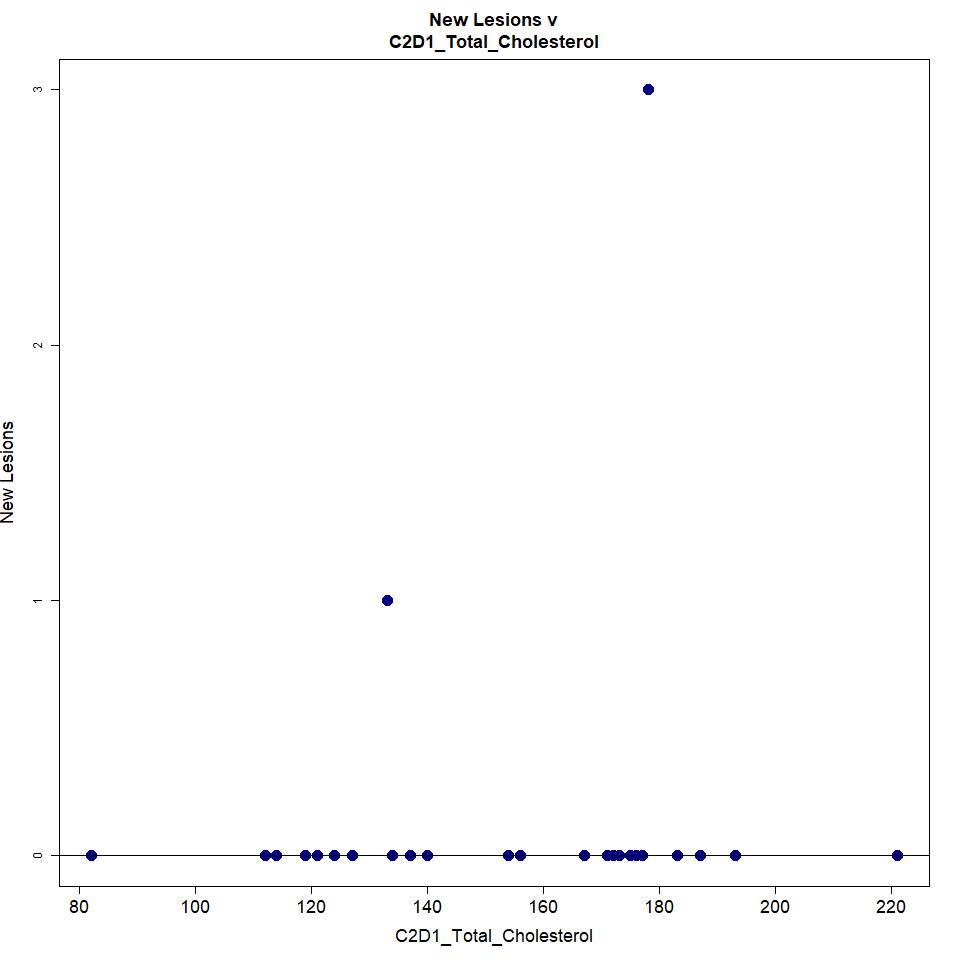 New Lesions v
C2D1_Total_Cholesterol
3
2
1
0
New Lesions
80 100 120 140 160 180 200 220
C2D1_Total_Cholesterol